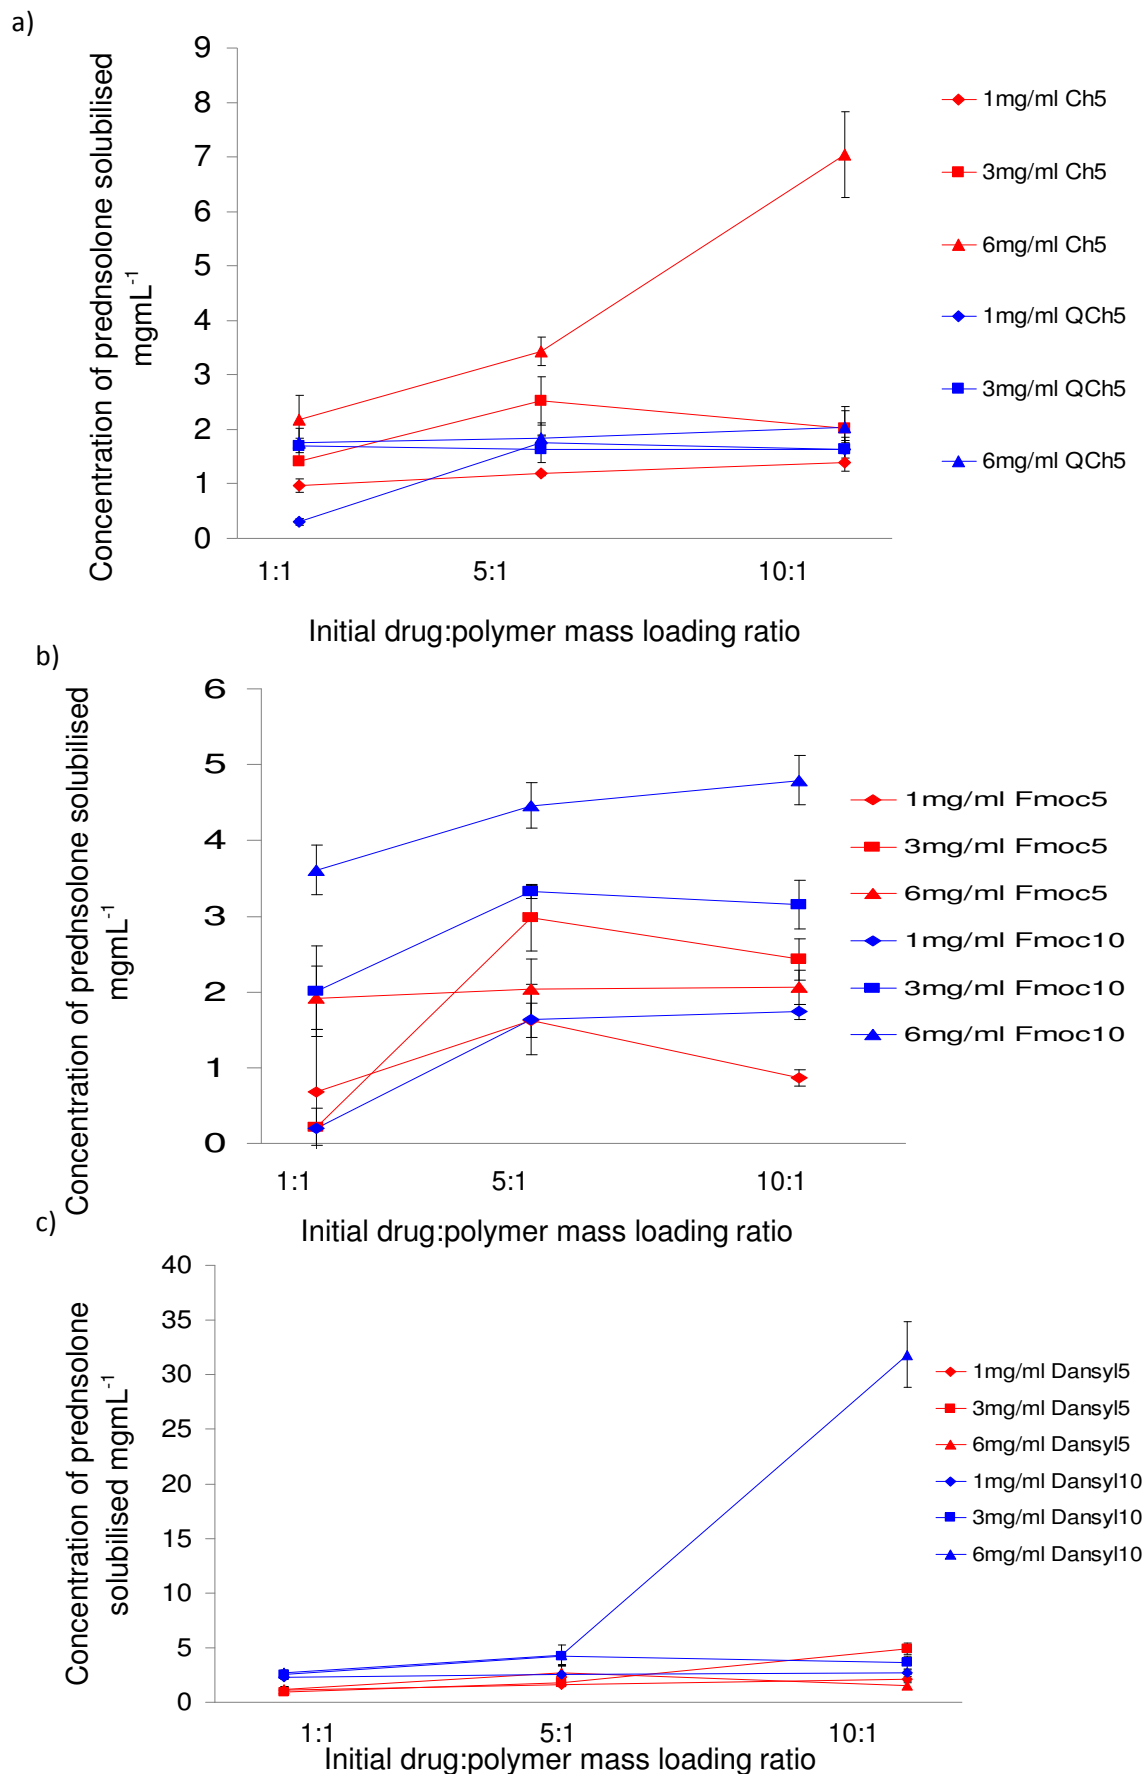 a)
Concentration of prednsolone solubilised
mgmL⁻¹
9
8
7
6
5
4
3
2
1
0
1:1 5:1 10:1
Initial drug:polymer mass loading ratio
1mg/ml Ch5
3mg/ml Ch5
6mg/ml Ch5
1mg/ml QCh5
3mg/ml QCh5
6mg/ml QCh5
b)
Concentration of prednsolone solubilised
mgmL⁻¹
6
5
4
3
2
1
0
1:1 5:1 10:1
Initial drug:polymer mass loading ratio
1mg/ml Fmoc5
3mg/ml Fmoc5
6mg/ml Fmoc5
1mg/ml Fmoc10
3mg/ml Fmoc10
6mg/ml Fmoc10
c)
Concentration of prednsolone
solubilised mgmL⁻¹
40
35
30
25
20
15
10
5
0
1:1 5:1 10:1
Initial drug:polymer mass loading ratio
1mg/ml Dansyl5
3mg/ml Dansyl5
6mg/ml Dansyl5
1mg/ml Dansyl10
3mg/ml Dansyl10
6mg/ml Dansyl10